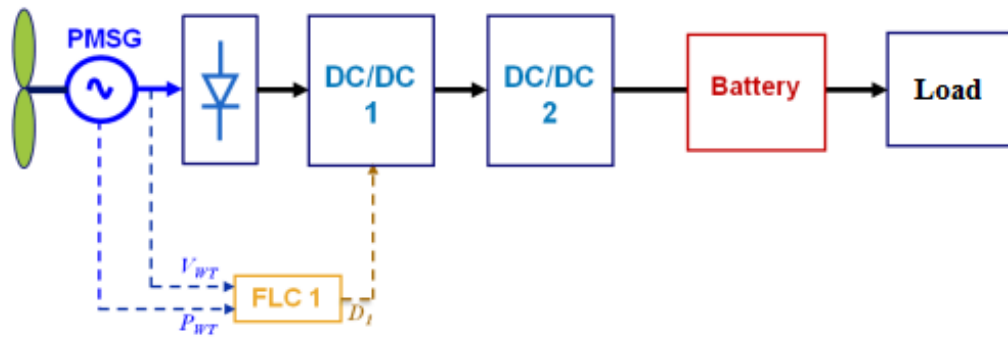 PMSG
DC/DC
1
DC/DC
2
Battery
Load
V_WT
FLC 1
P_WT
D_1